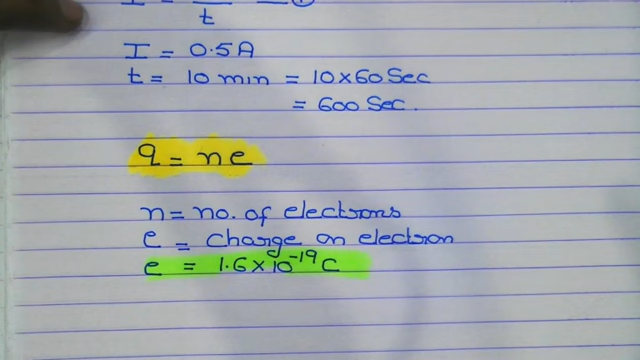 t
I = 0.5A
t = 10 min = 10×60 Sec
= 600 Sec.
q = ne
n = no. of electrons
e = charge on electron
e = 1.6×10⁻¹⁹ C